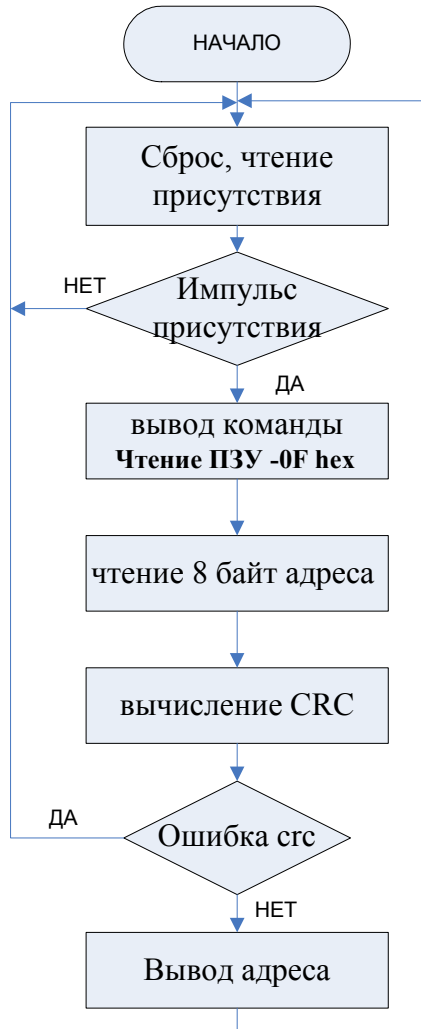 НАЧАЛО
Сброс, чтение
присутствия
НЕТ
Импульс
присутствия
ДА
вывод команды
Чтение ПЗУ -0F hex
чтение 8 байт адреса
вычисление CRC
ДА
Ошибка crc
НЕТ
Вывод адреса